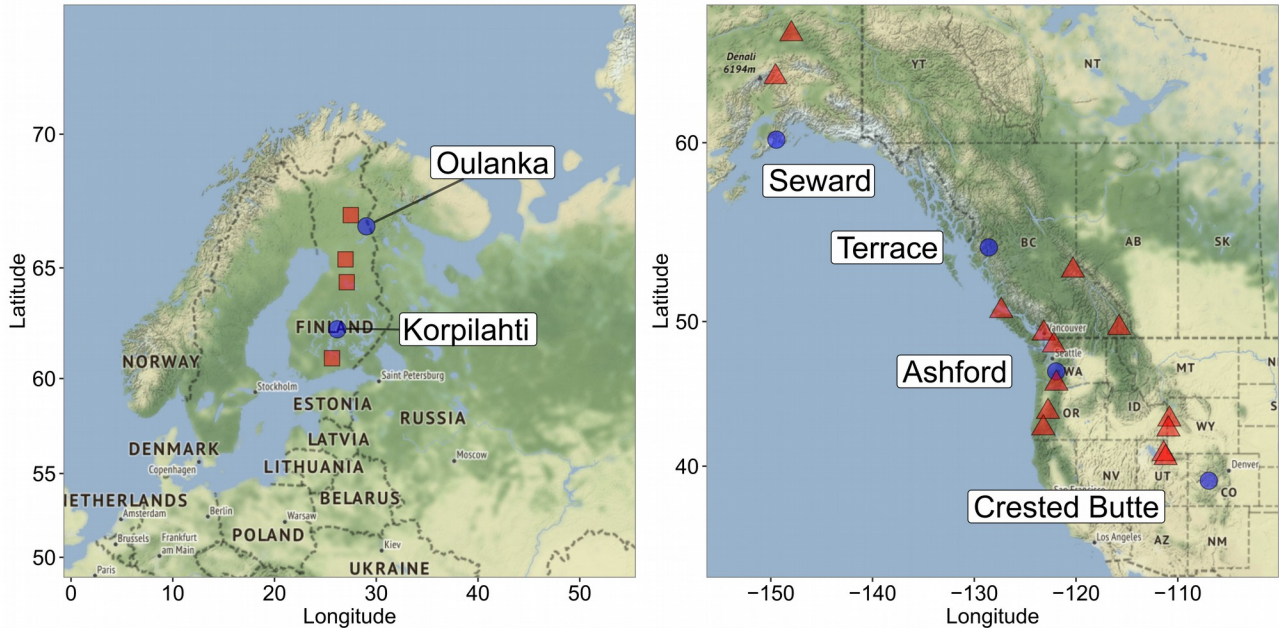 Latitude
70
65
60
55
50
Oulanka
FINLAND
Korpilahti
NORWAY
Stockholm
Saint Petersburg
ESTONIA
RUSSIA
LATVIA
DENMARK
Copenhagen
Moscow
LITHUANIA
BELARUS
IETHERLANDS
Amsterdam
Berlin
Warsaw
POLAND
Brussels
Frankfurt
am Main
Kiev
UKRAINE
Paris
0
10
20
30
40
50
Longitude
Latitude
60
50
40
Denali
6194m
YT
NT
Seward
Terrace
BC
AB
SK
Vancouver
Seattle
Ashford
WA
MT
N
OR
ID
WY
S
NV
UT
Denver
CO
San Francisco
Crested Butte
Los Angeles
AZ
NM
−150
−140
−130
−120
−110
Longitude